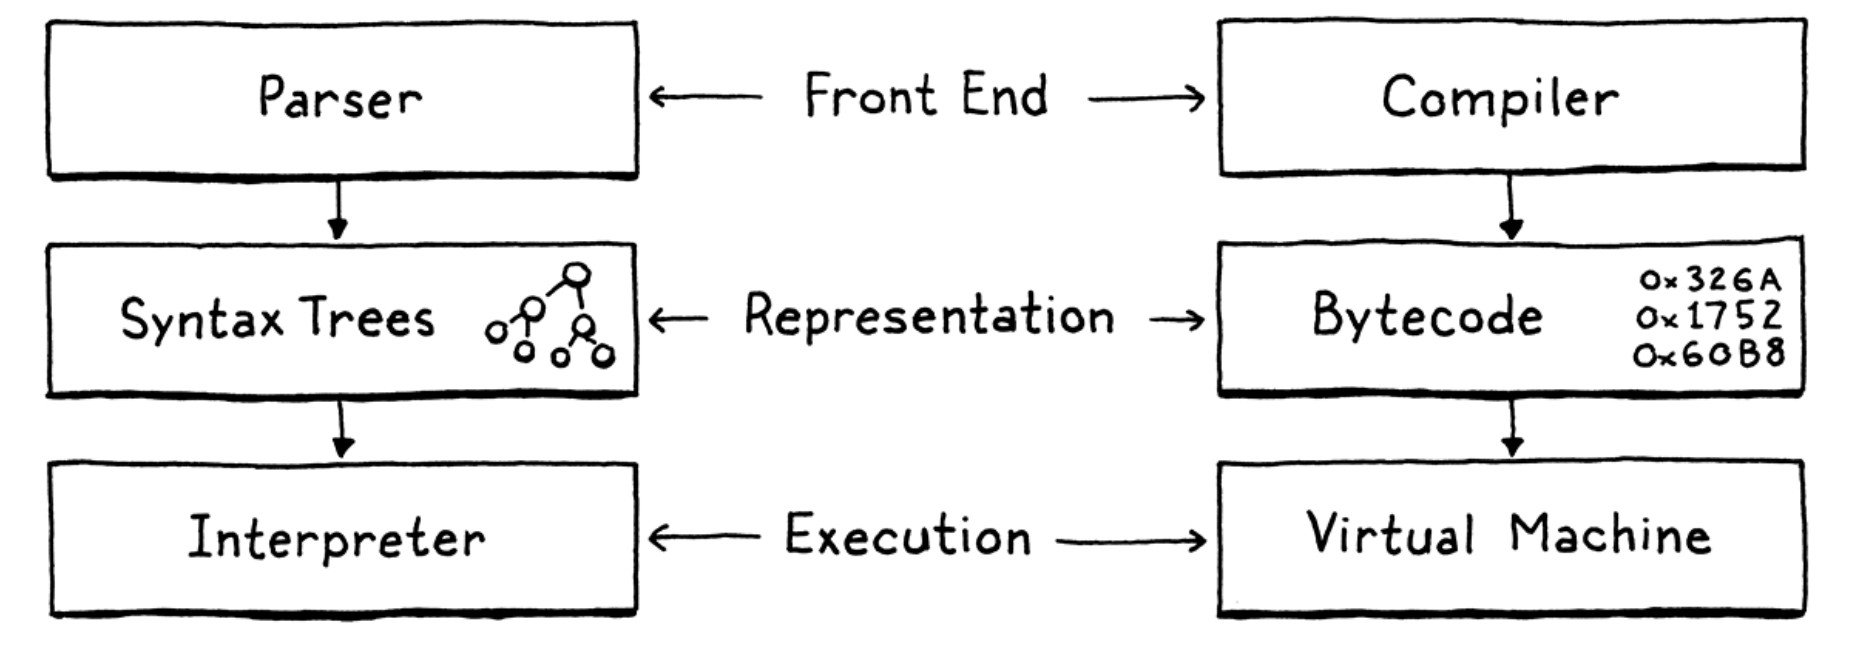 Parser
Front End
Compiler
Syntax Trees
Representation
Bytecode
0x326A
0x1752
0x60B8
Interpreter
Execution
Virtual Machine